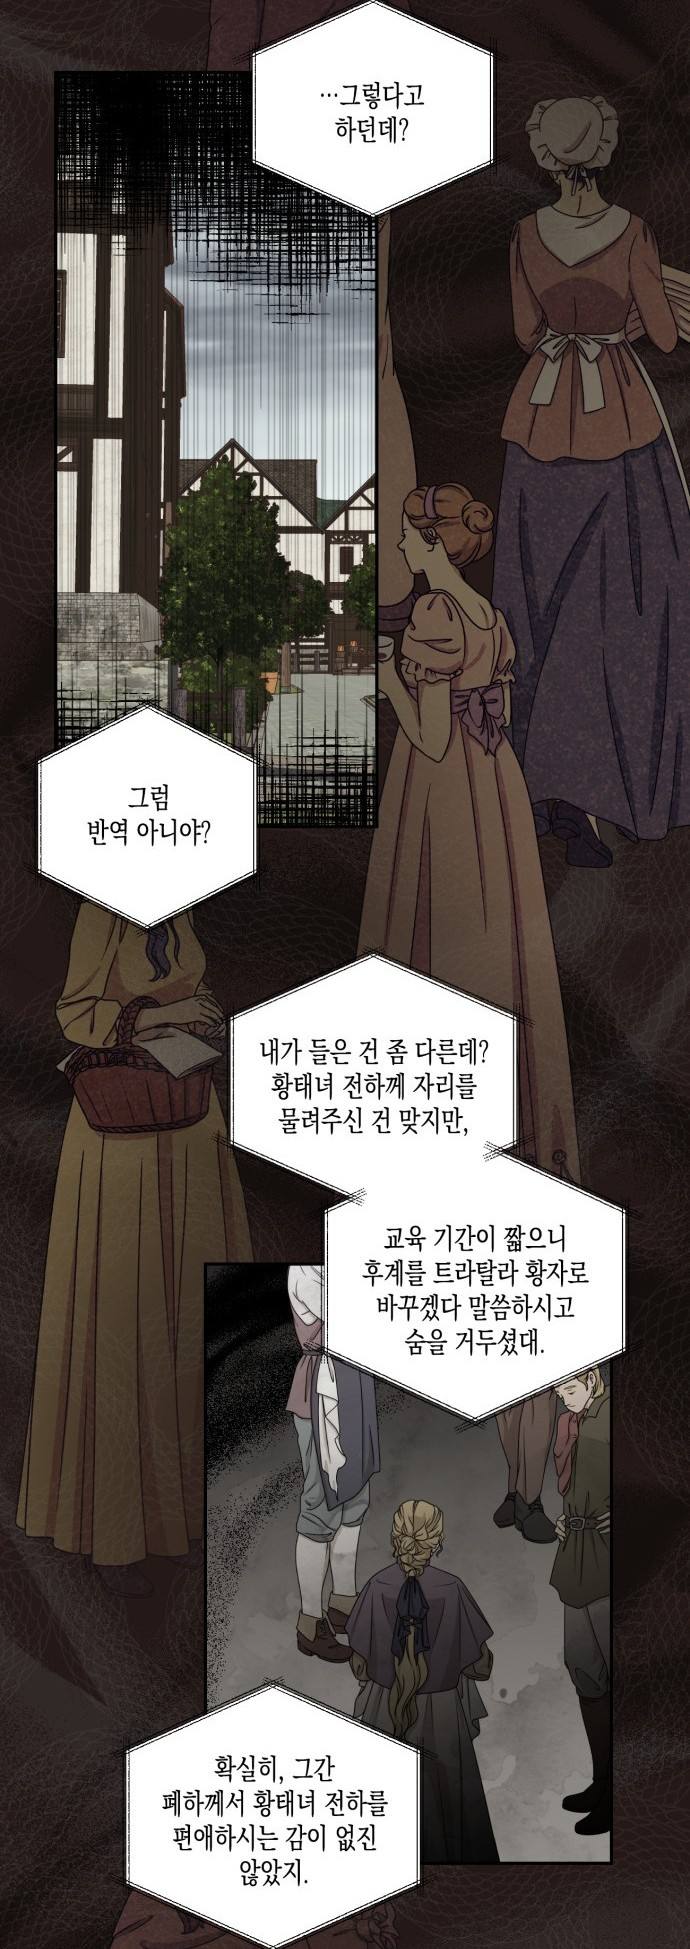 …그렇다고
하던데?
그럼
반역 아니야?
내가 들은 건 좀 다른데?
황태녀 전하께 자리를
물려주신 건 맞지만,
교육 기간이 짧으니
후계를 트라탈라 황자로
바꾸겠다 말씀하시고
숨을 거두셨대.
확실히, 그간
폐하께서 황태녀 전하를
편애하시는 감이 없진
않았지.